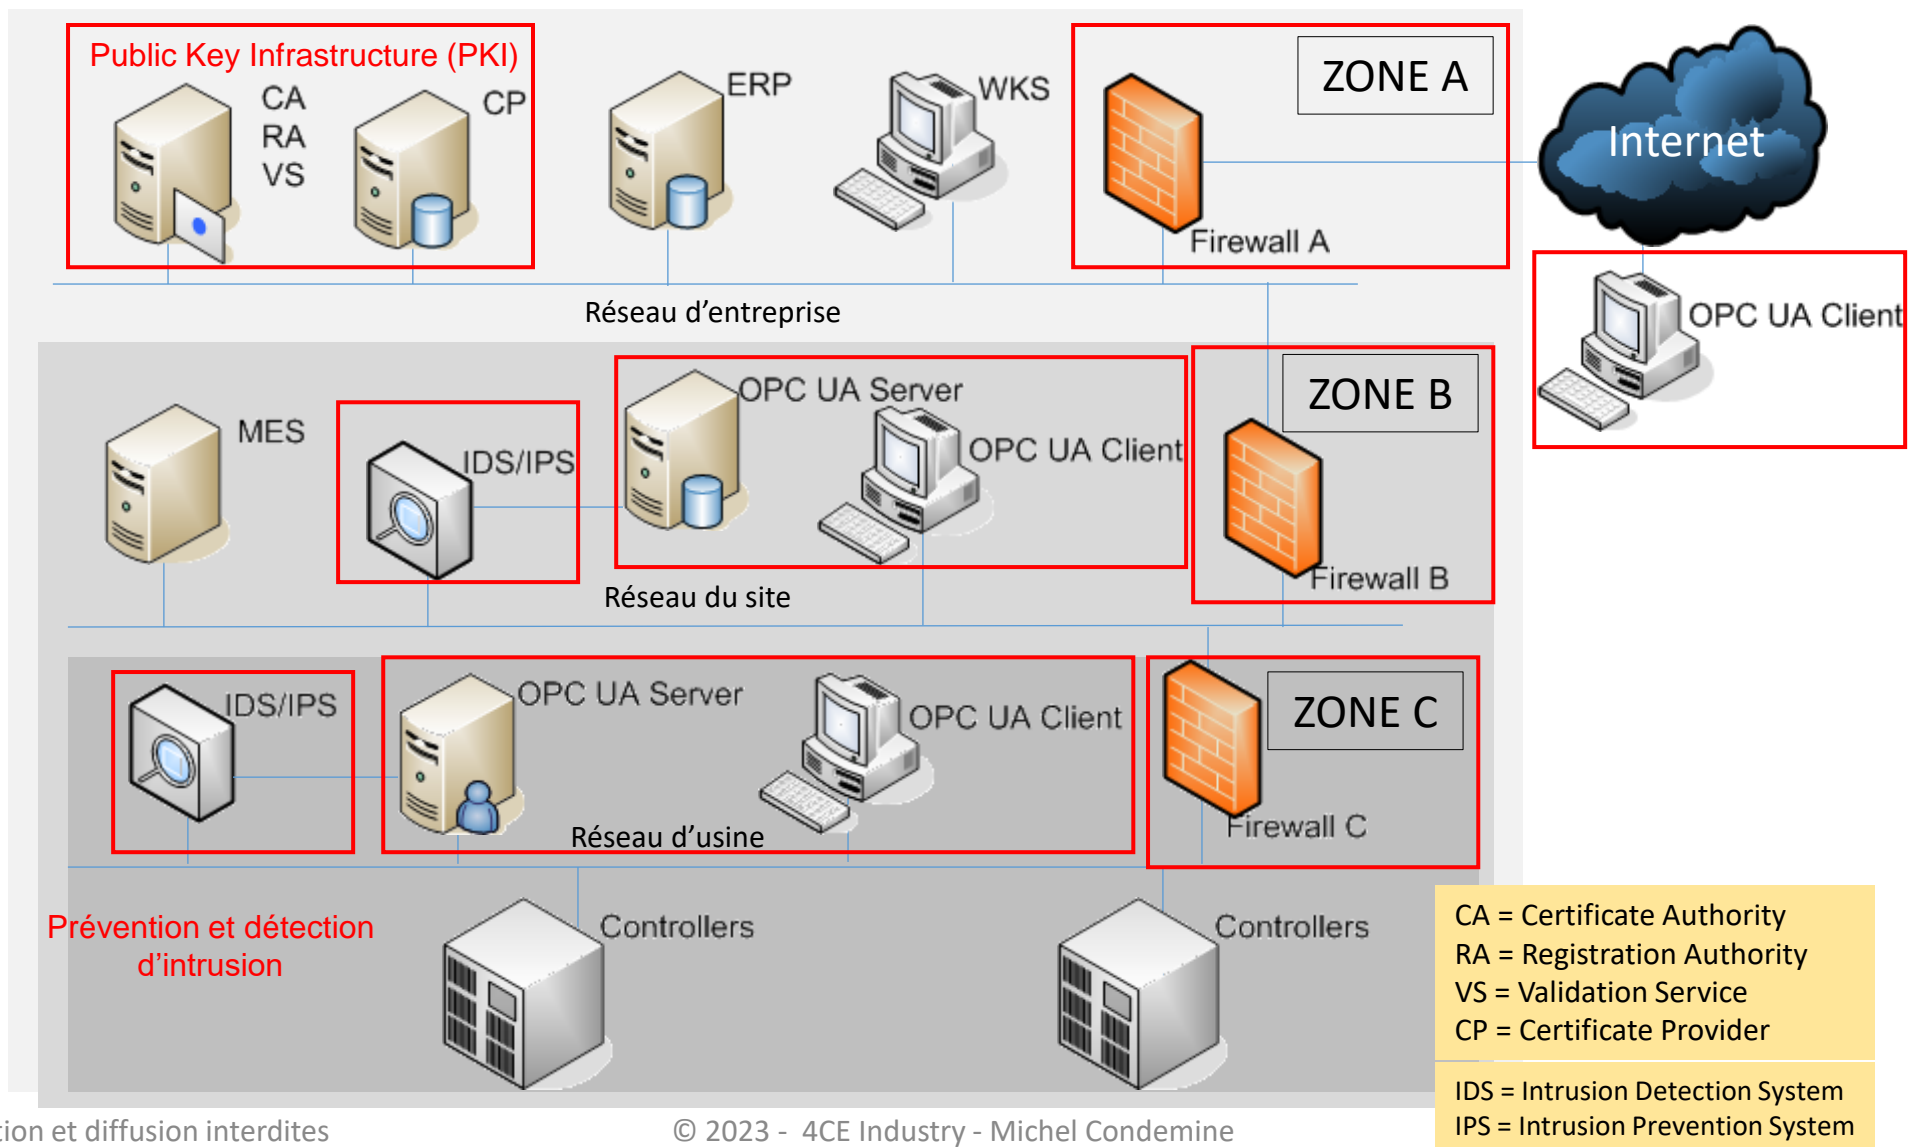 Public Key Infrastructure (PKI)
CA
RA
VS
CP
ERP
WKS
ZONE A
Firewall A
Internet
OPC UA Client
Réseau d’entreprise
MES
IDS/IPS
OPC UA Server
OPC UA Client
ZONE B
Firewall B
Réseau du site
IDS/IPS
OPC UA Server
OPC UA Client
ZONE C
Firewall C
Réseau d’usine
Prévention et détection
d’intrusion
Controllers
Controllers
CA = Certificate Authority
RA = Registration Authority
VS = Validation Service
CP = Certificate Provider
IDS = Intrusion Detection System
IPS = Intrusion Prevention System
tion et diffusion interdites
© 2023 - 4CE Industry - Michel Condemine